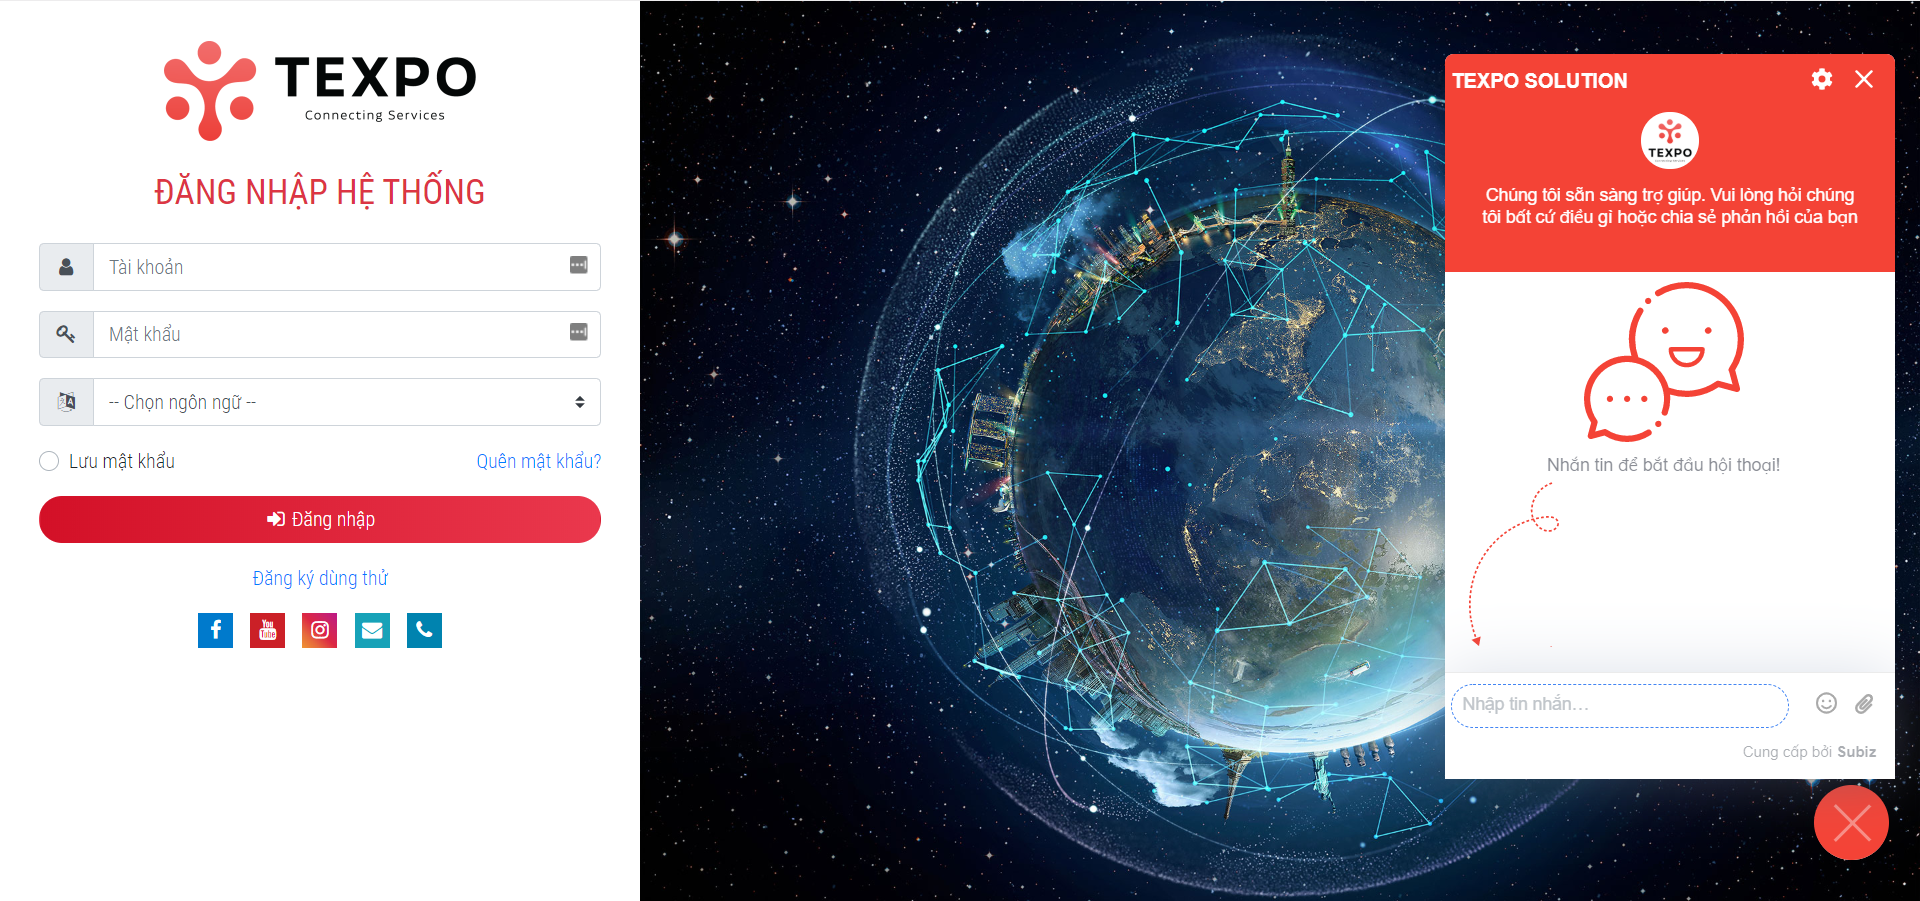 TEXPO
Connecting Services
ĐĂNG NHẬP HỆ THỐNG
Tài khoản
Mật khẩu
-- Chọn ngôn ngữ --
Lưu mật khẩu
Quên mật khẩu?
Đăng nhập
Đăng ký dùng thử
You
Tube
TEXPO SOLUTION
TEXPO
Chúng tôi sẵn sàng trợ giúp. Vui lòng hỏi chúng
tôi bất cứ điều gì hoặc chia sẻ phản hồi của bạn
Nhắn tin để bắt đầu hội thoại!
Nhập tin nhắn...
Cung cấp bởi Subiz